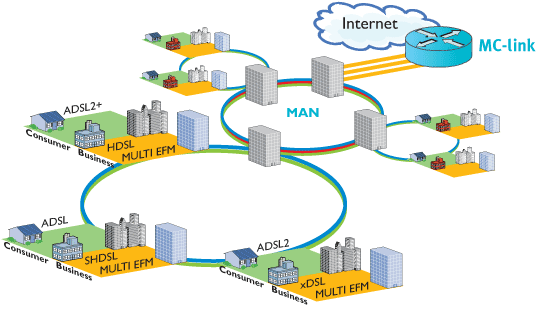 Internet
MC-link
MAN
ADSL2+
Consumer
Business
HDSL
MULTI EFM
ADSL
Consumer
Business
SHDSL
MULTI EFM
ADSL2
Consumer
Business
xDSL
MULTI EFM